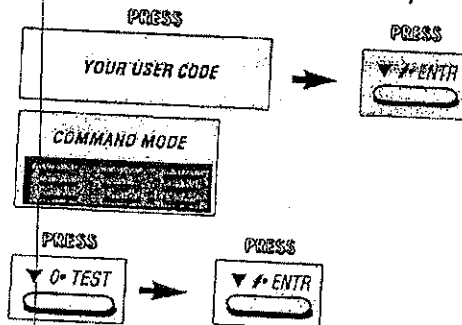 PRESS
PRESS
YOUR USER CODE
▼ #• ENTR
COMMAND MODE
PRESS
PRESS
▼ 0• TEST
▼ #• ENTR